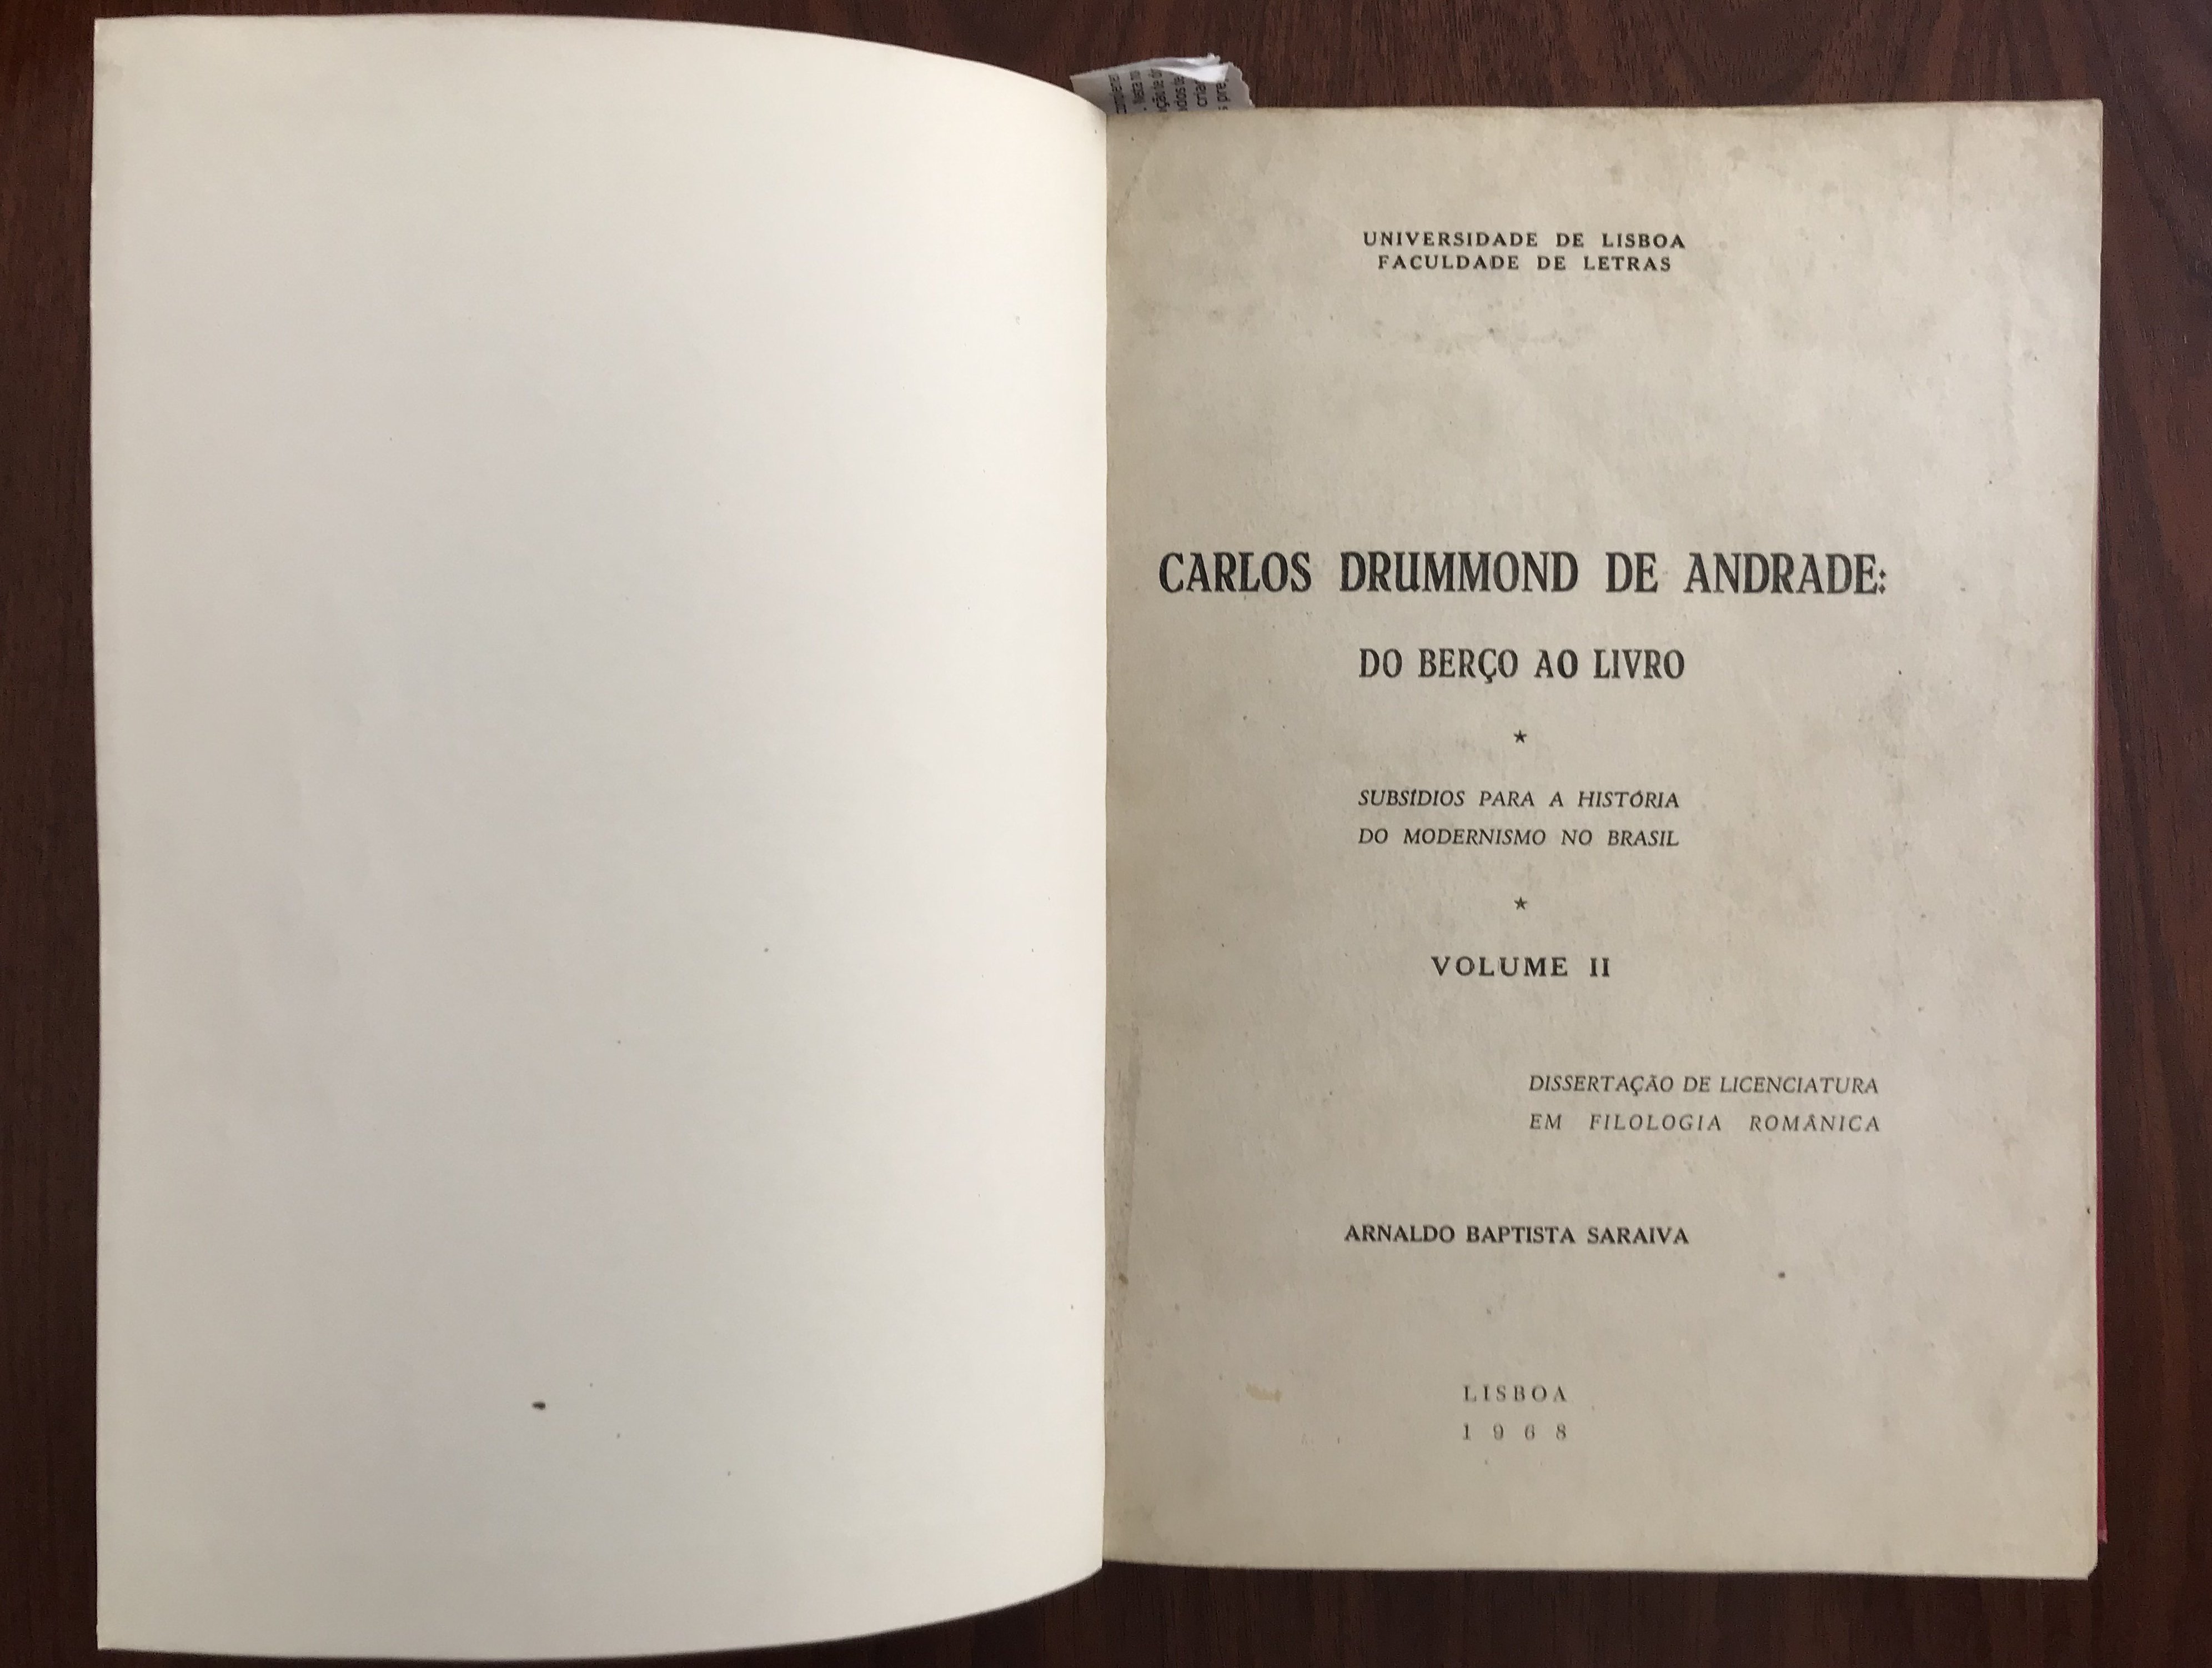 UNIVERSIDADE DE LISBOA
FACULDADE DE LETRAS
CARLOS DRUMMOND DE ANDRADE:
DO BERÇO AO LIVRO
★
SUBSÍDIOS PARA A HISTÓRIA
DO MODERNISMO NO BRASIL
★
VOLUME II
DISSERTAÇÃO DE LICENCIATURA
EM FILOLOGIA ROMÂNICA
ARNALDO BAPTISTA SARAIVA
LISBOA
1968